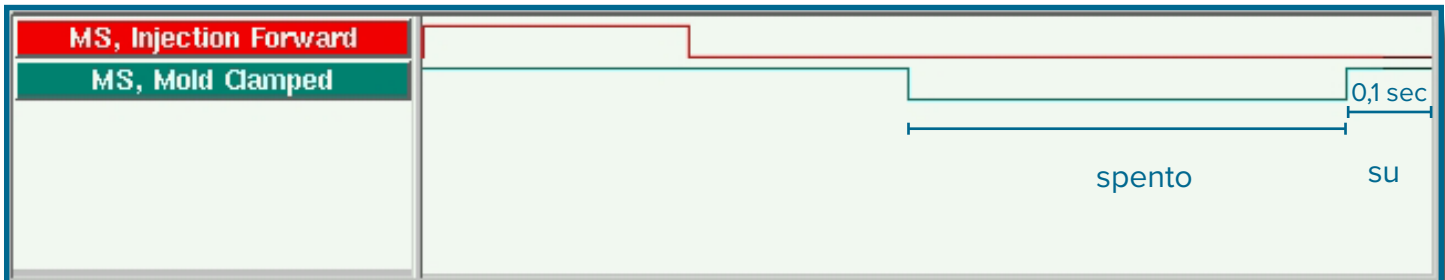 MS, Injection Forward
MS, Mold Clamped
0,1 sec
spento
su